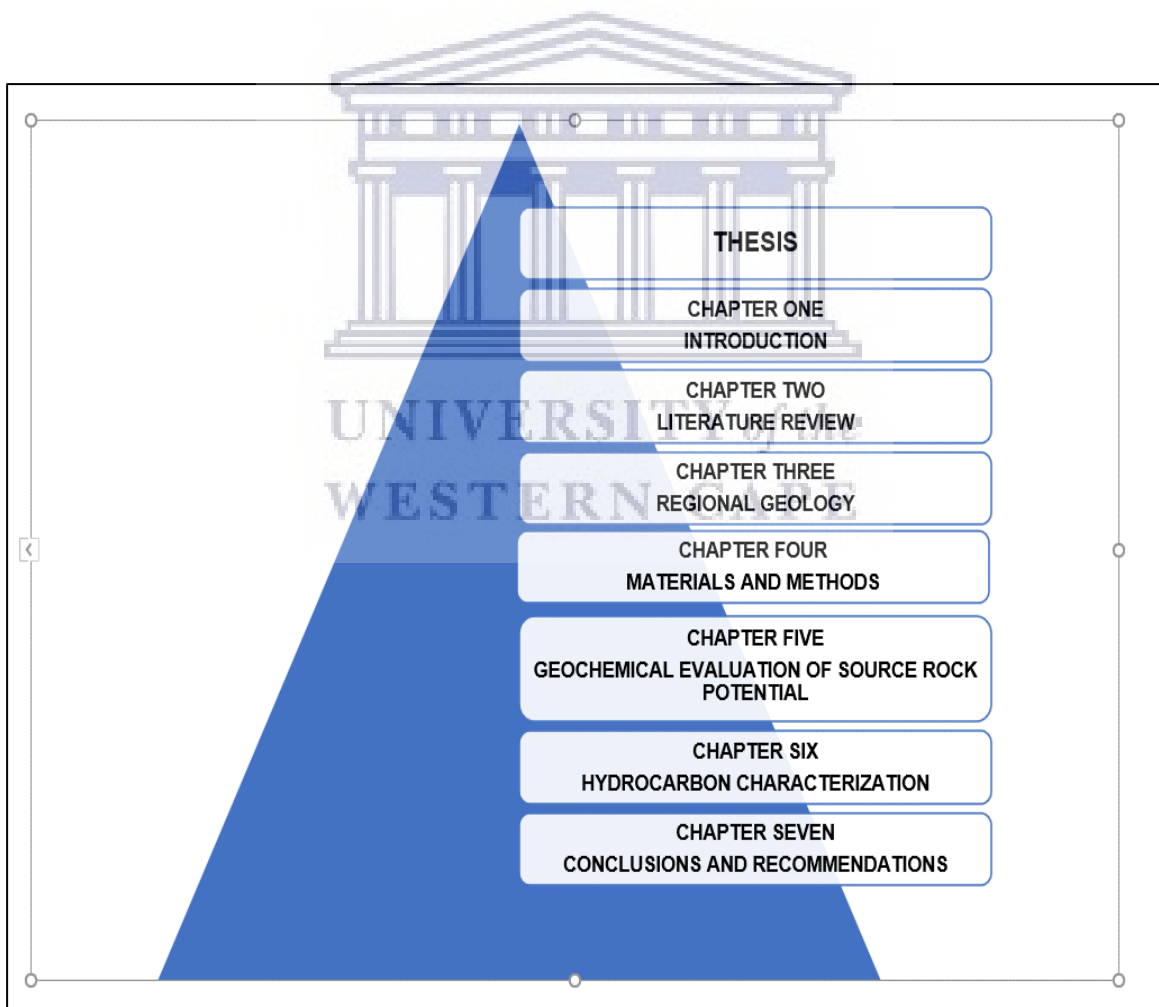 THESIS
CHAPTER ONE
INTRODUCTION
CHAPTER TWO
LITERATURE REVIEW
UNIVERSITY of the
CHAPTER THREE
REGIONAL GEOLOGY
WESTERN CAPE
CHAPTER FOUR
MATERIALS AND METHODS
CHAPTER FIVE
GEOCHEMICAL EVALUATION OF SOURCE ROCK
POTENTIAL
CHAPTER SIX
HYDROCARBON CHARACTERIZATION
CHAPTER SEVEN
CONCLUSIONS AND RECOMMENDATIONS